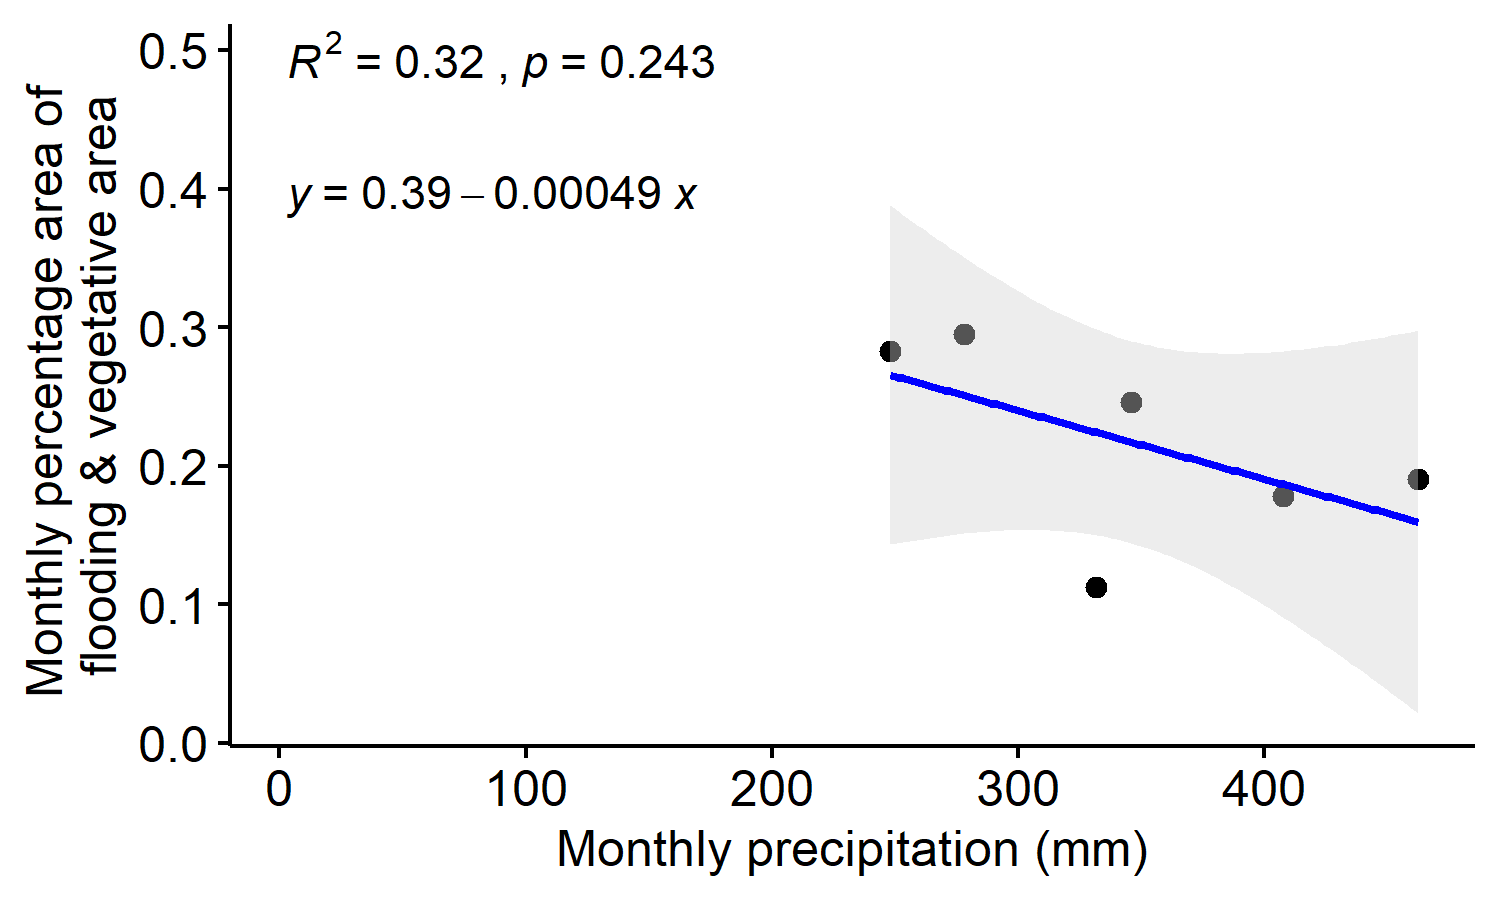 Monthly percentage area of
flooding & vegetative area
0.5
0.4
0.3
0.2
0.1
0.0
R² = 0.32 , p = 0.243
y = 0.39 – 0.00049 x
0 100 200 300 400
Monthly precipitation (mm)